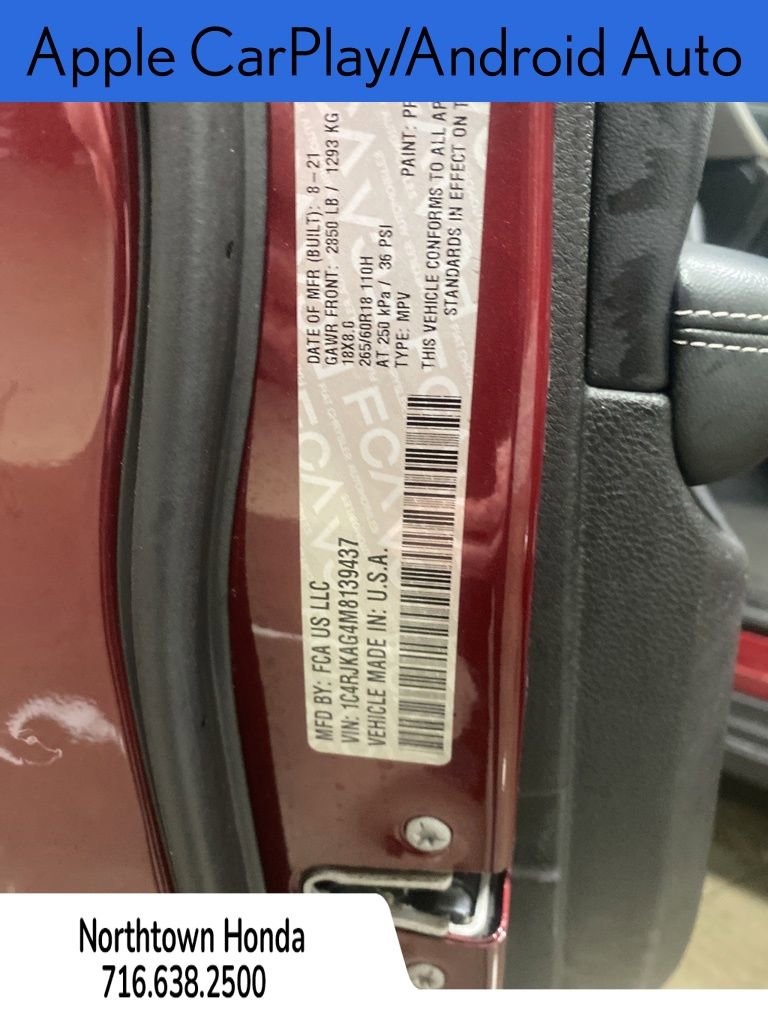 Apple CarPlay/Android Auto
MFD BY: FCA US LLC
DATE OF MFR (BUILT): 8-21
GAWR FRONT: 2850 LB / 1293 KG
18X8.0
265/60R18 110H
AT 250 kPa / 36 PSI
TYPE: MPV
PAINT:
VIN: 1C4RJKAG4M8139437
VEHICLE MADE IN: U.S.A.
THIS VEHICLE CONFORMS TO ALL
STANDARDS IN EFFECT ON
FCA
Northtown Honda
716.638.2500